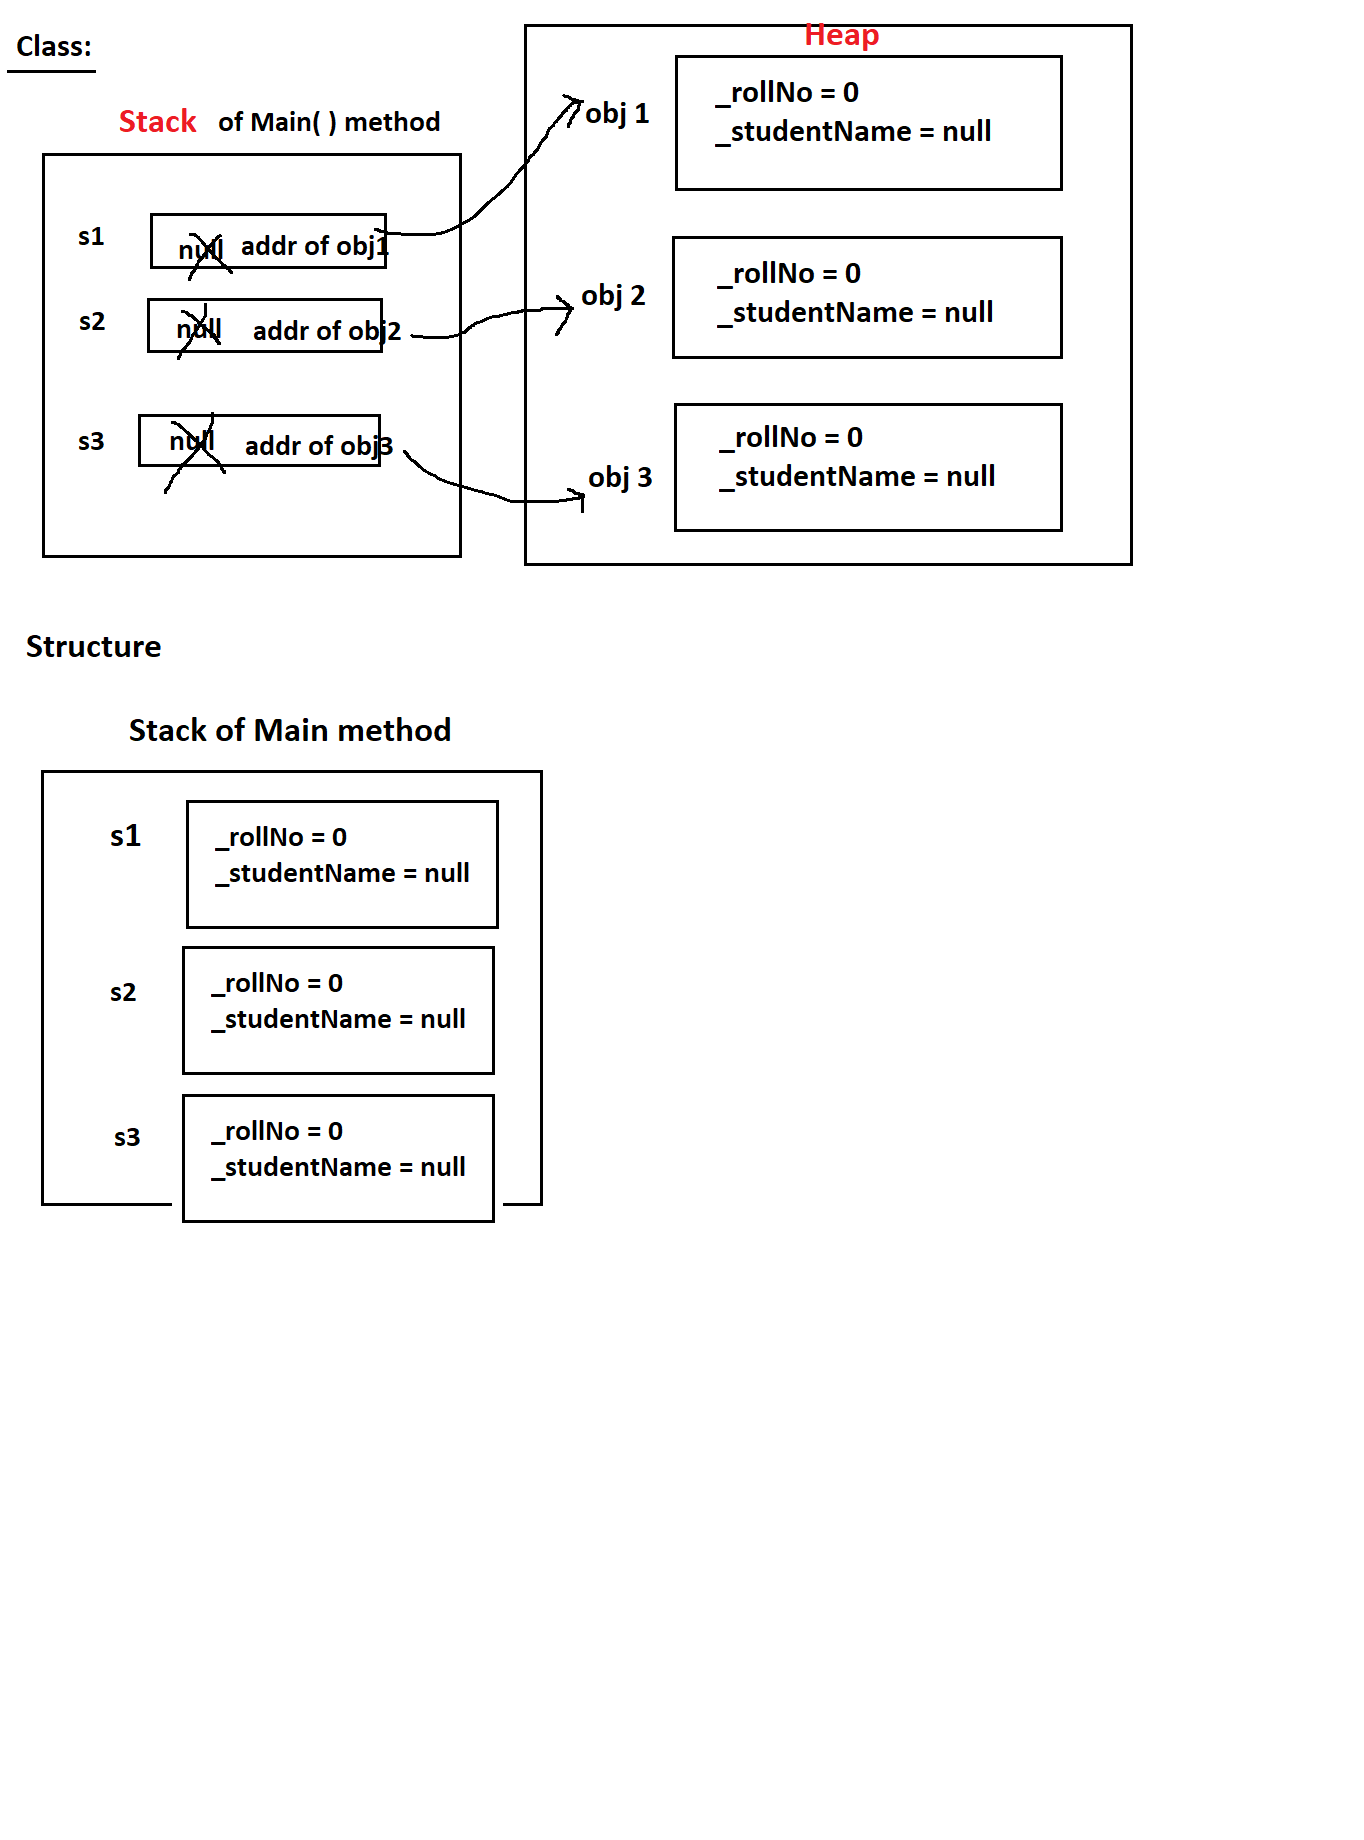 Class:
Heap
Stack of Main( ) method
obj 1
_rollNo = 0
_studentName = null
s1
null addr of obj1
obj 2
_rollNo = 0
_studentName = null
s2
null addr of obj2
obj 3
_rollNo = 0
_studentName = null
s3
null addr of obj3
Structure
Stack of Main method
s1
_rollNo = 0
_studentName = null
s2
_rollNo = 0
_studentName = null
s3
_rollNo = 0
_studentName = null